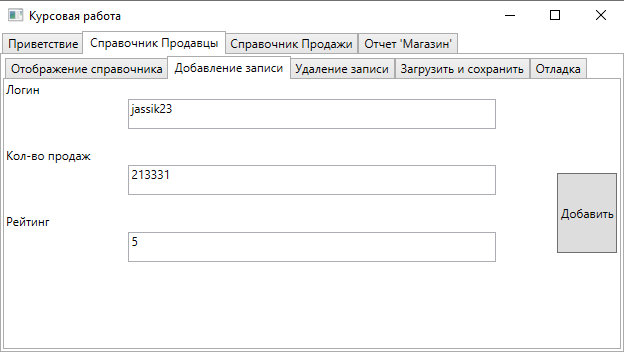 Курсовая работа
Приветствие Справочник Продавцы Справочник Продажи Отчет 'Магазин'
Отображение справочника Добавление записи Удаление записи Загрузить и сохранить Отладка
Логин
jassik23
Кол-во продаж
213331
Добавить
Рейтинг
5